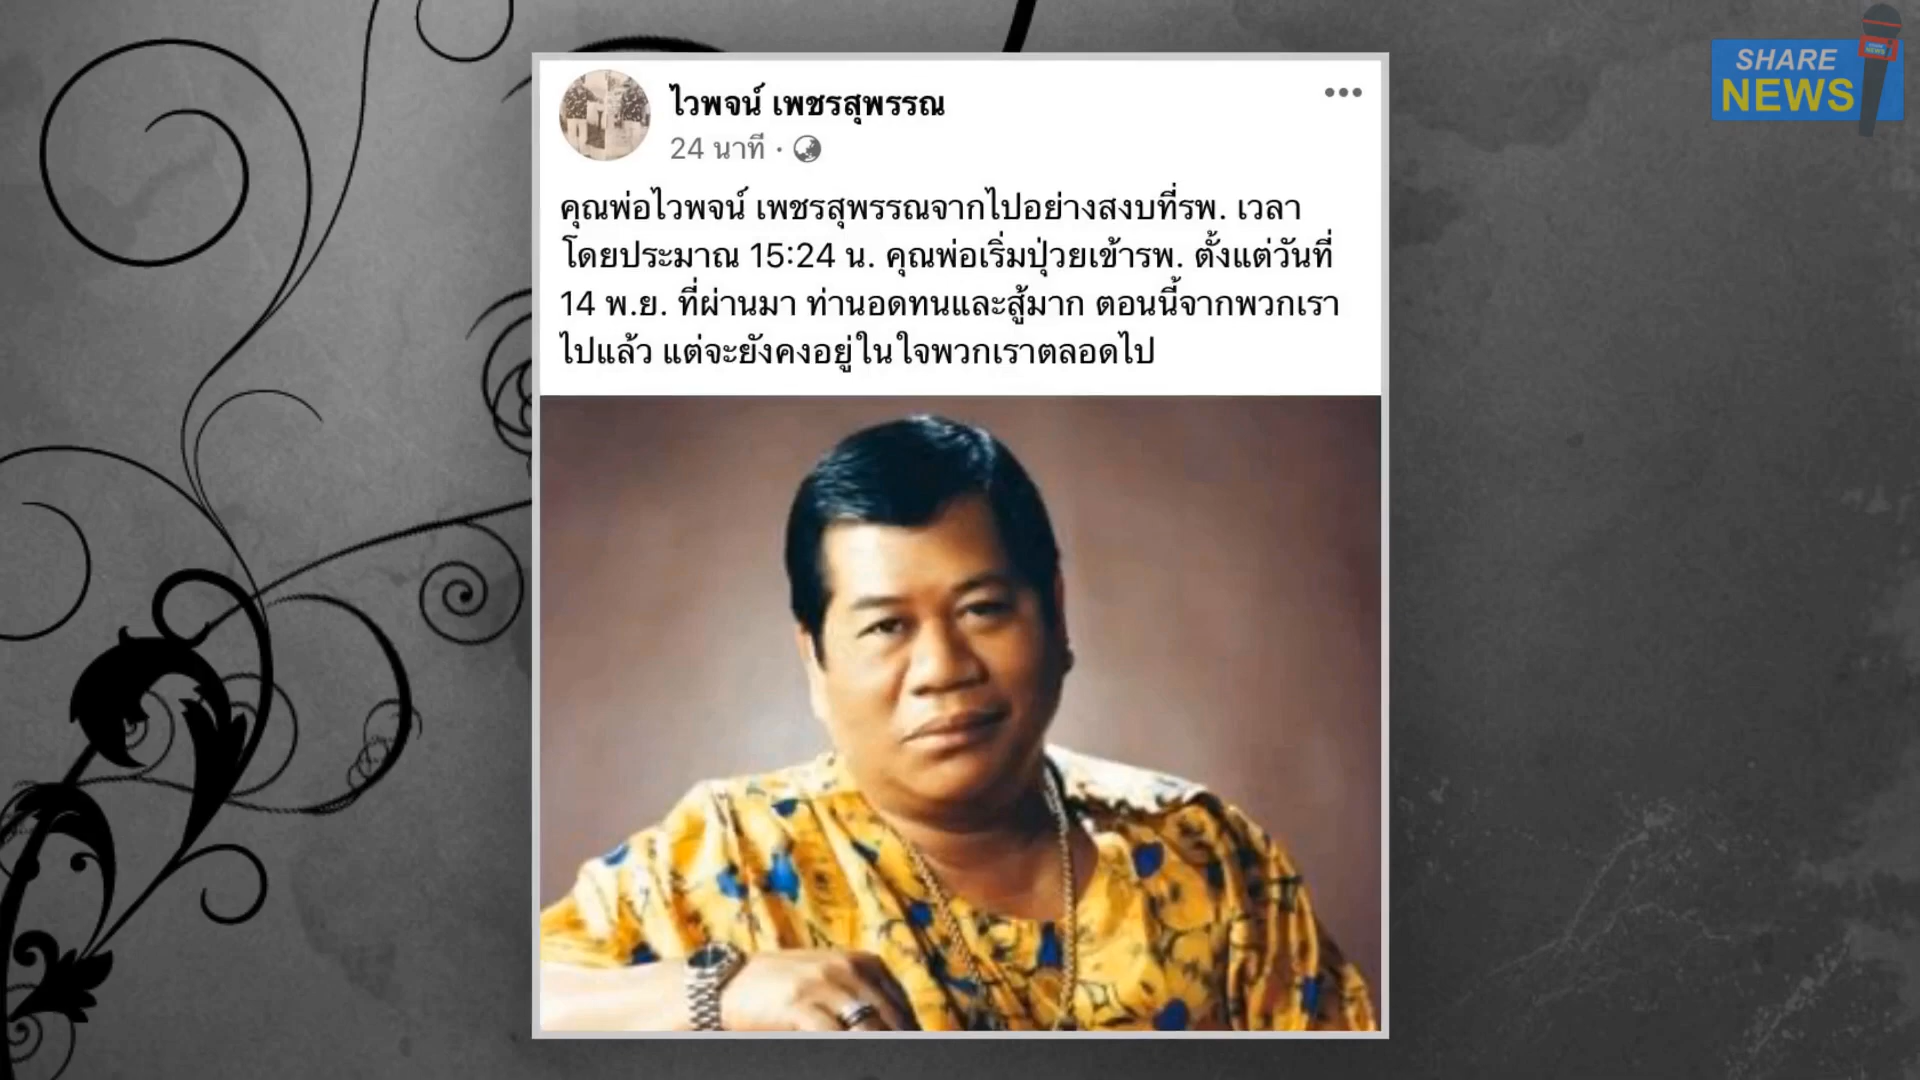 SHARE
NEWS
ไวพจน์ เพชรสุพรรณ
24 นาที ·
คุณพ่อไวพจน์ เพชรสุพรรณจากไปอย่างสงบที่รพ. เวลา
โดยประมาณ 15:24 น. คุณพ่อเริ่มป่วยเข้ารพ. ตั้งแต่วันที่
14 พ.ย. ที่ผ่านมา ท่านอดทนและสู้มาก ตอนนี้จากพวกเรา
ไปแล้ว แต่จะยังคงอยู่ในใจพวกเราตลอดไป